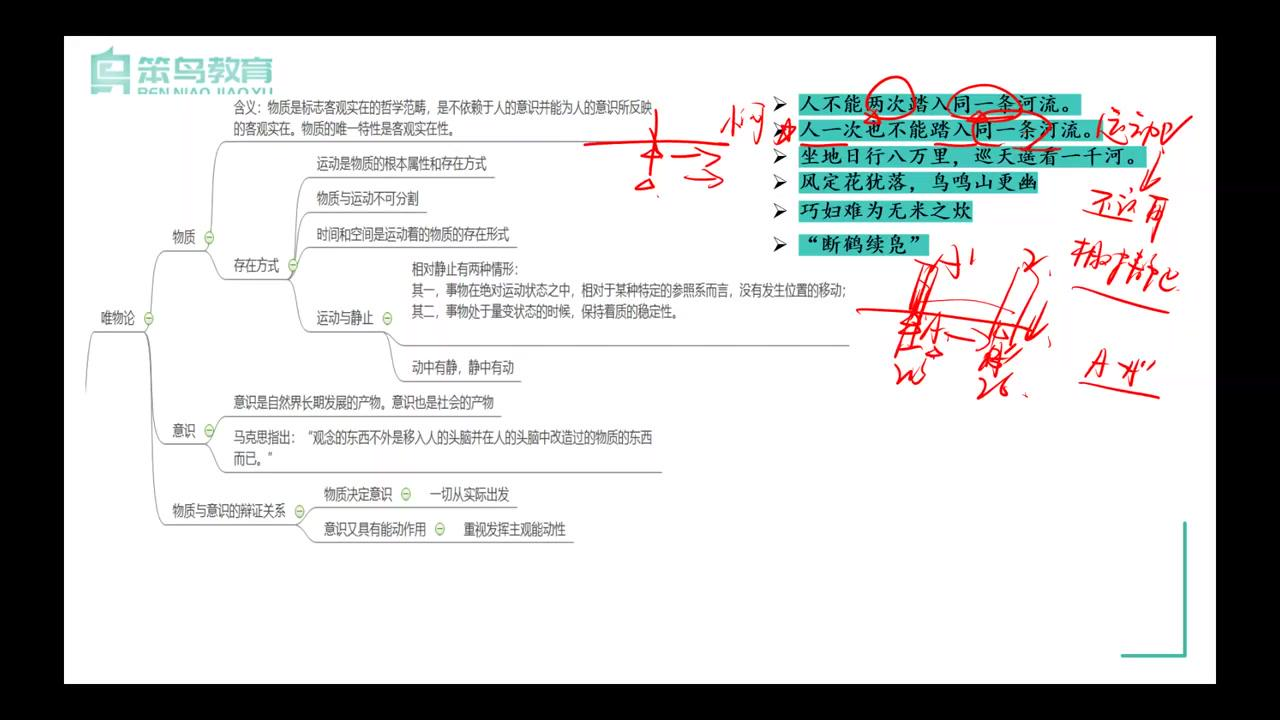 笨鸟教育
BEN NIAO JIAO YU
含义：物质是标志客观实在的哲学范畴，是不依赖于人的意识并能为人的意识所反映
的客观实在。物质的唯一特性是客观实在性。
运动是物质的根本属性和存在方式
物质与运动不可分割
物质
时间和空间是运动着的物质的存在形式
存在方式
相对静止有两种情形：
其一，事物在绝对运动状态之中，相对于某种特定的参照系而言，没有发生位置的移动；
其二，事物处于量变状态的时候，保持着质的稳定性。
唯物论
运动与静止
动中有静，静中有动
意识是自然界长期发展的产物。意识也是社会的产物
意识
马克思指出：“观念的东西不外是移入人的头脑并在人的头脑中改造过的物质的东西
而已。”
物质决定意识
一切从实际出发
物质与意识的辩证关系
意识又具有能动作用
重视发挥主观能动性
人不能两次踏入同一条河流。
人一次也不能踏入同一条河流。
坐地日行八万里，巡天遥看一千河。
风定花犹落，鸟鸣山更幽
巧妇难为无米之炊
“断鹤续凫”
运动
26